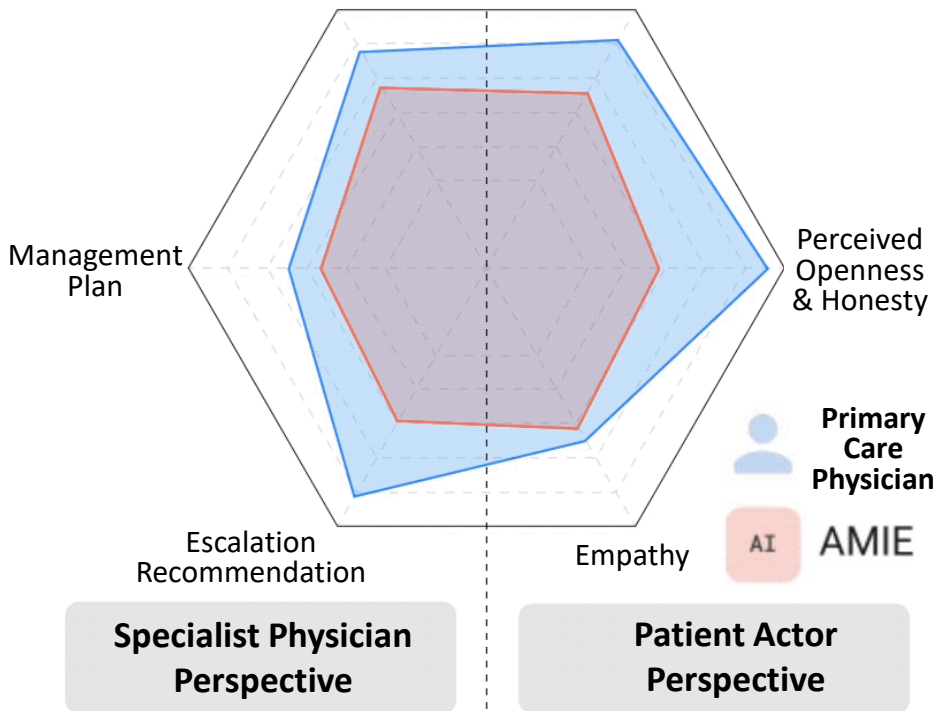 Management
Plan
Perceived
Openness
& Honesty
Primary
Care
Physician
AI
AMIE
Escalation
Recommendation
Empathy
Specialist Physician
Perspective
Patient Actor
Perspective